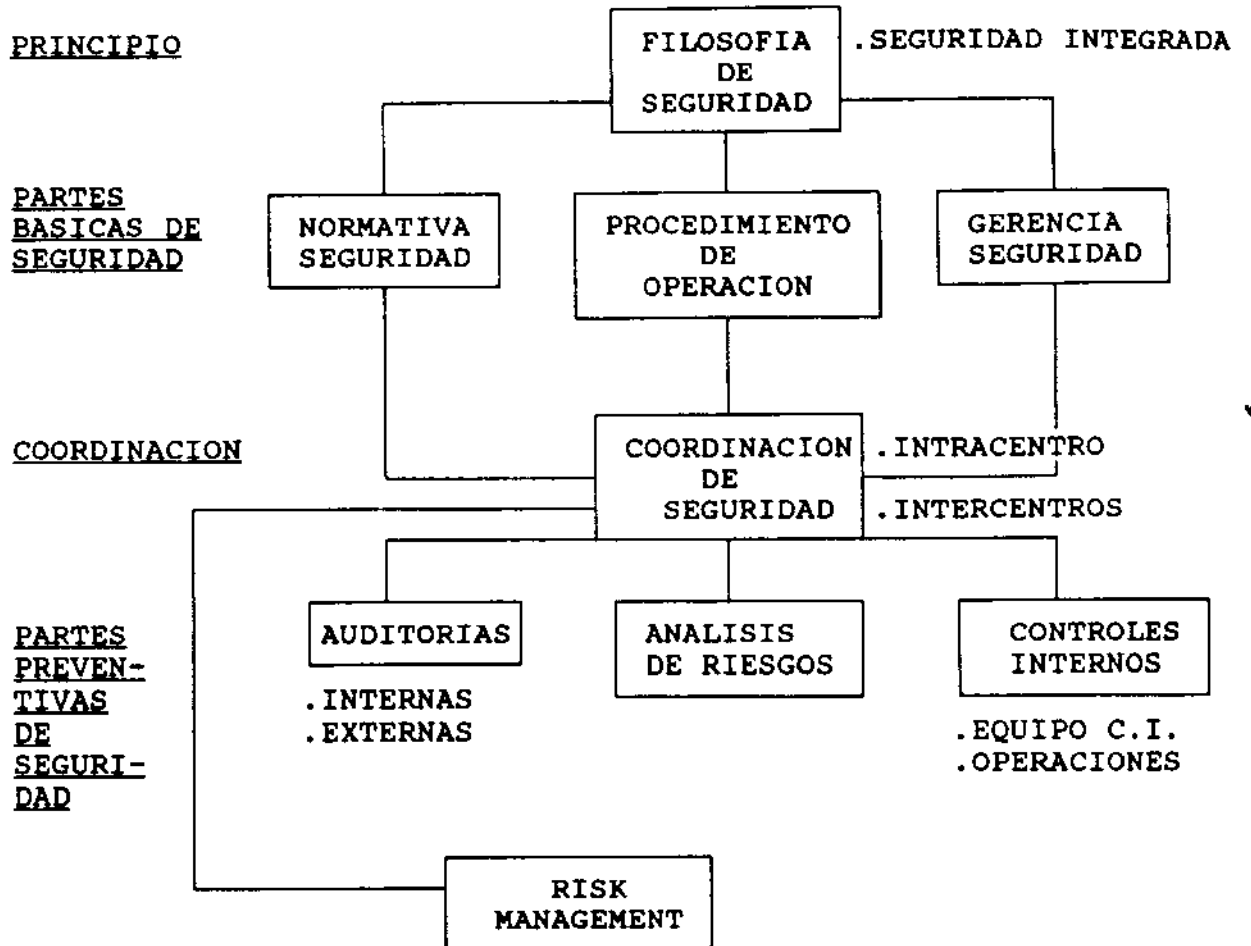 PRINCIPIO
FILOSOFIA
DE
SEGURIDAD
.SEGURIDAD INTEGRADA
PARTES
BASICAS DE
SEGURIDAD
NORMATIVA
SEGURIDAD
PROCEDIMIENTO
DE
OPERACION
GERENCIA
SEGURIDAD
COORDINACION
COORDINACION
DE
SEGURIDAD
.INTRACENTRO
.INTERCENTROS
PARTES
PREVEN-
TIVAS
DE
SEGURI-
DAD
AUDITORIAS
.INTERNAS
.EXTERNAS
ANALISIS
DE RIESGOS
CONTROLES
INTERNOS
.EQUIPO C.I.
.OPERACIONES
RISK
MANAGEMENT